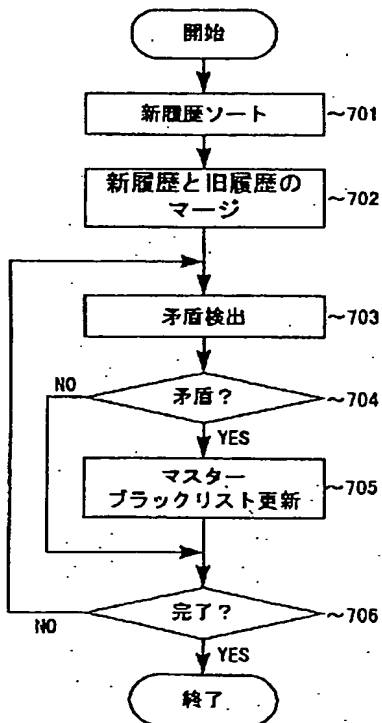 開始
新履歴ソート
~701
新履歴と旧履歴の
マージ
~702
矛盾検出
~703
NO
矛盾?
~704
YES
マスター
ブラックリスト更新
~705
完了?
~706
NO
YES
終了